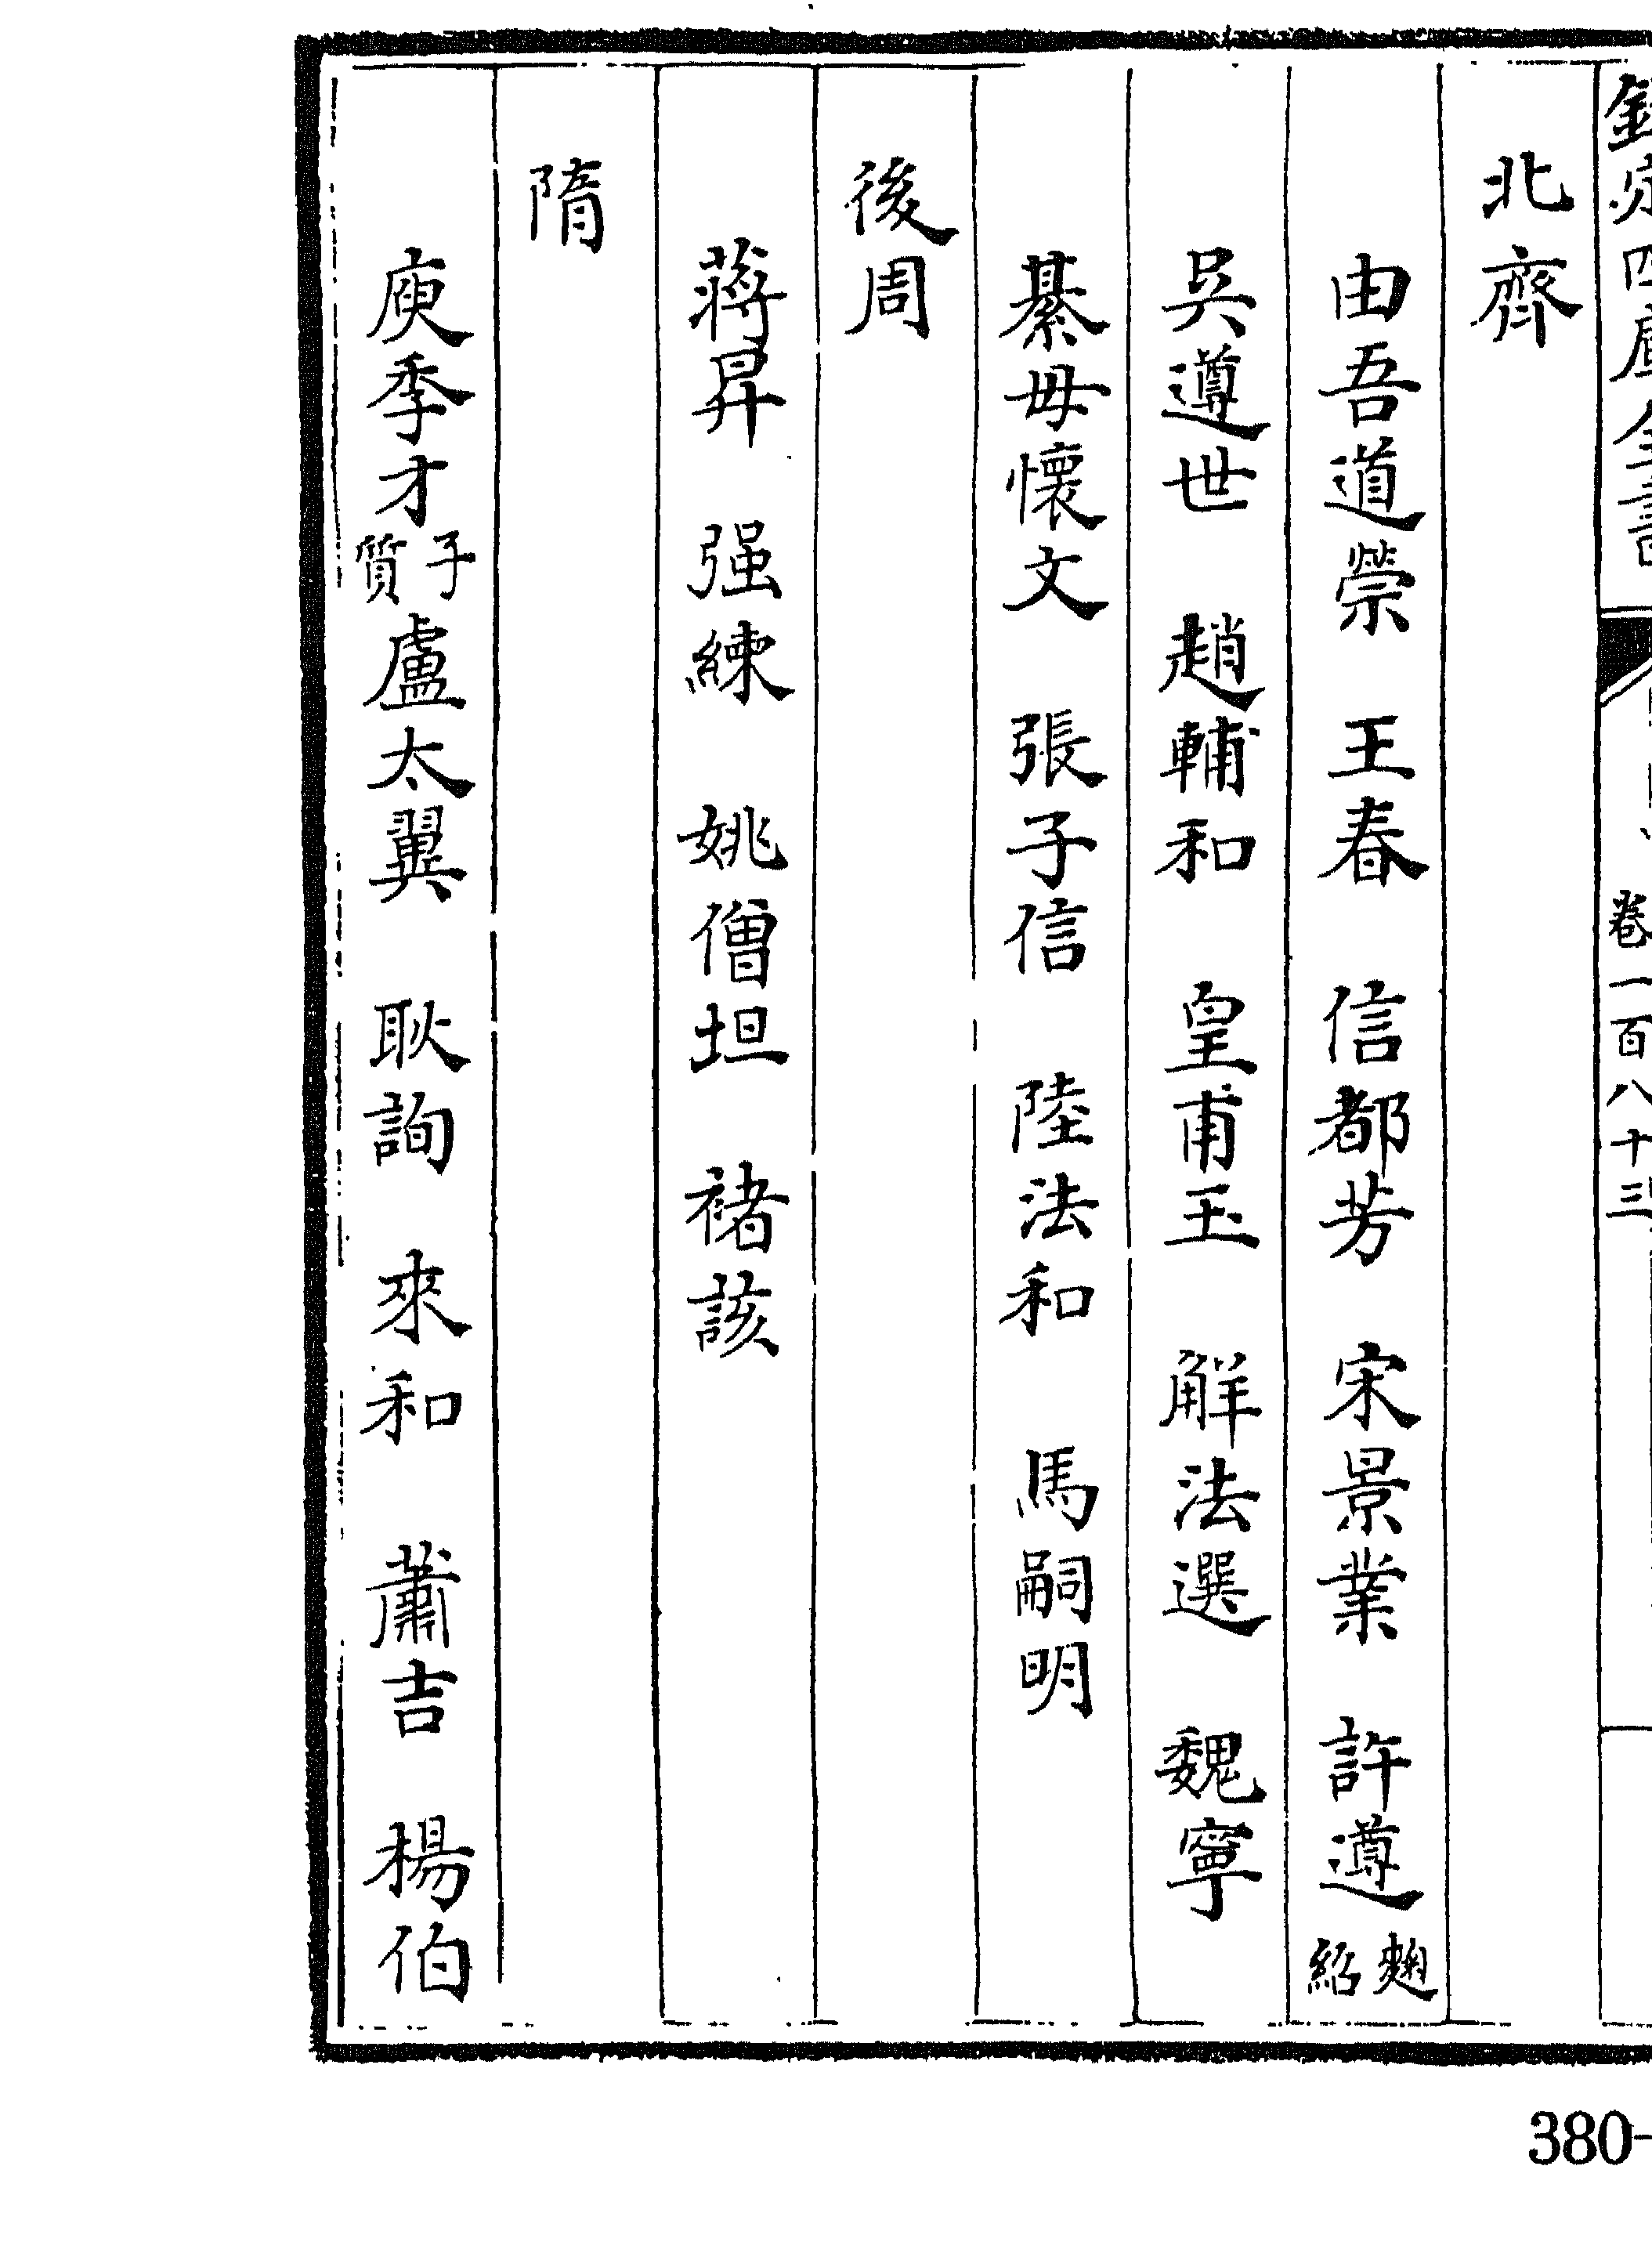 欽定四庫全書 卷一百八十三
北齊
由吾道榮 王春 信都芳 宋景業 許遵 麴紹
吳遵世 趙輔和 皇甫玉 解法選 魏寧
綦毋懷文 張子信 陸法和 馬嗣明
後周
蔣昇 强練 姚僧坦 褚該
隋
庾季才 子質 盧太翼 耿詢 來和 蕭吉 楊伯
380-